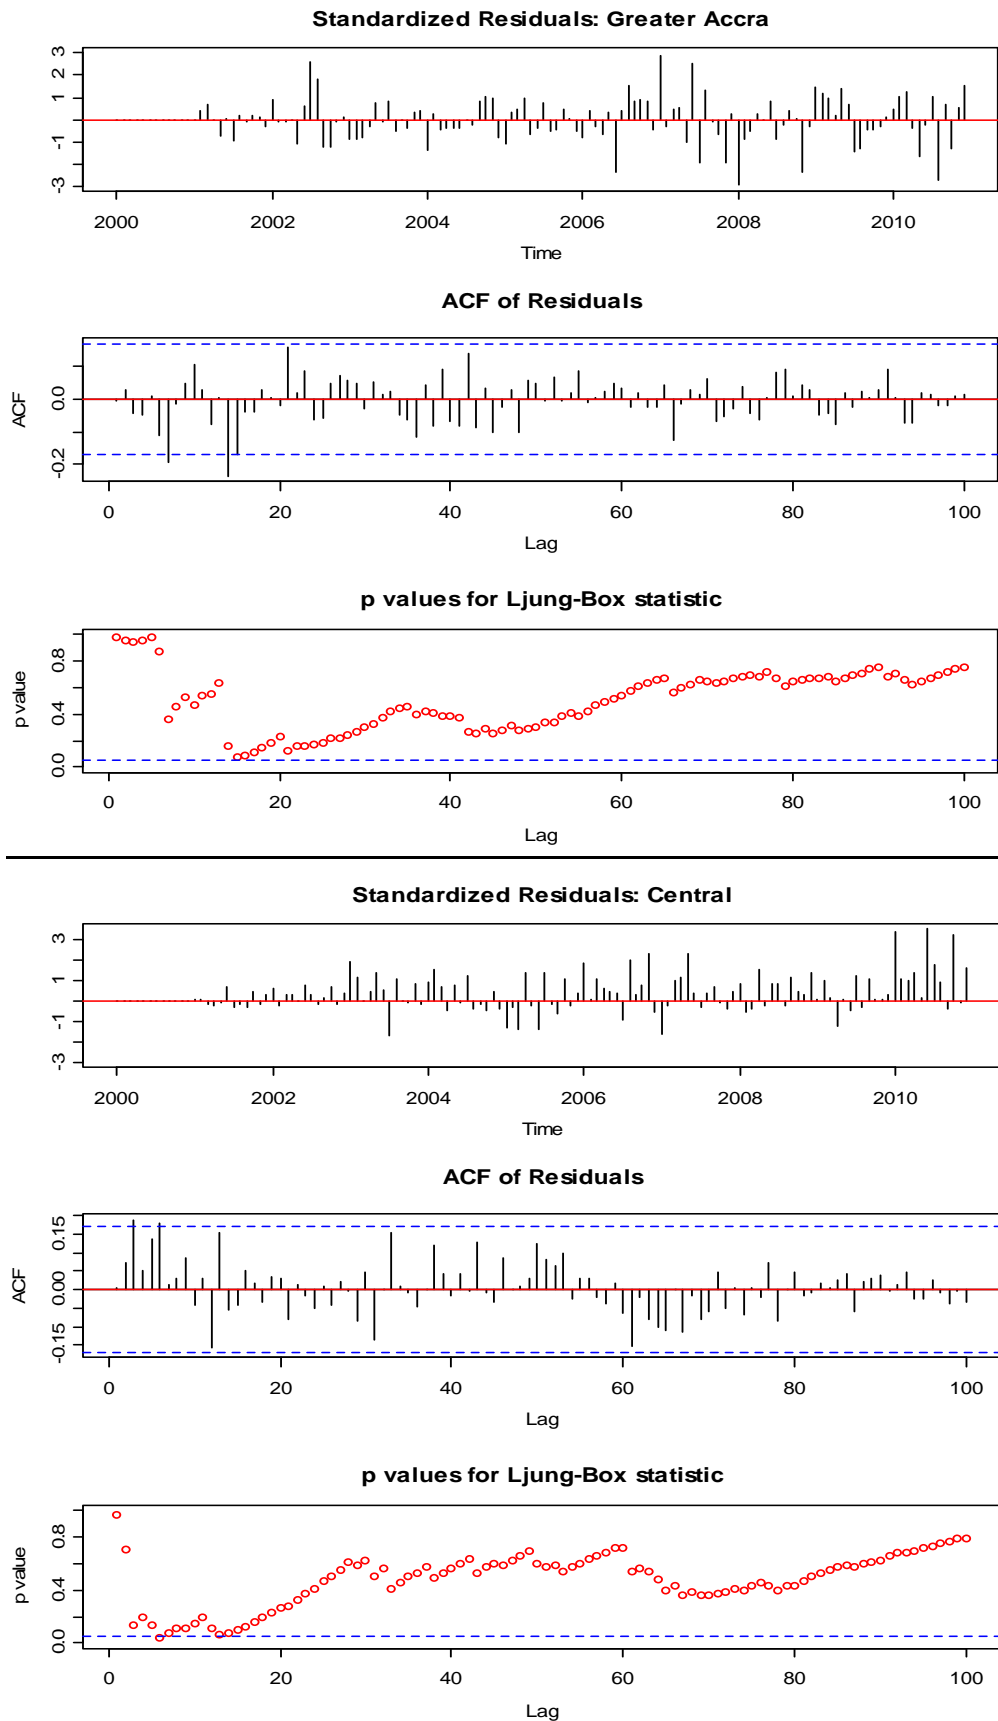 Standardized Residuals: Greater Accra
3
2
1
-1
-3
2000 2002 2004 2006 2008 2010
Time
ACF of Residuals
ACF
0.0
-0.2
0 20 40 60 80 100
Lag
p values for Ljung-Box statistic
p value
0.8
0.4
0.0
0 20 40 60 80 100
Lag
Standardized Residuals: Central
3
1
-1
-3
2000 2002 2004 2006 2008 2010
Time
ACF of Residuals
ACF
0.15
0.00
-0.15
0 20 40 60 80 100
Lag
p values for Ljung-Box statistic
p value
0.8
0.4
0.0
0 20 40 60 80 100
Lag